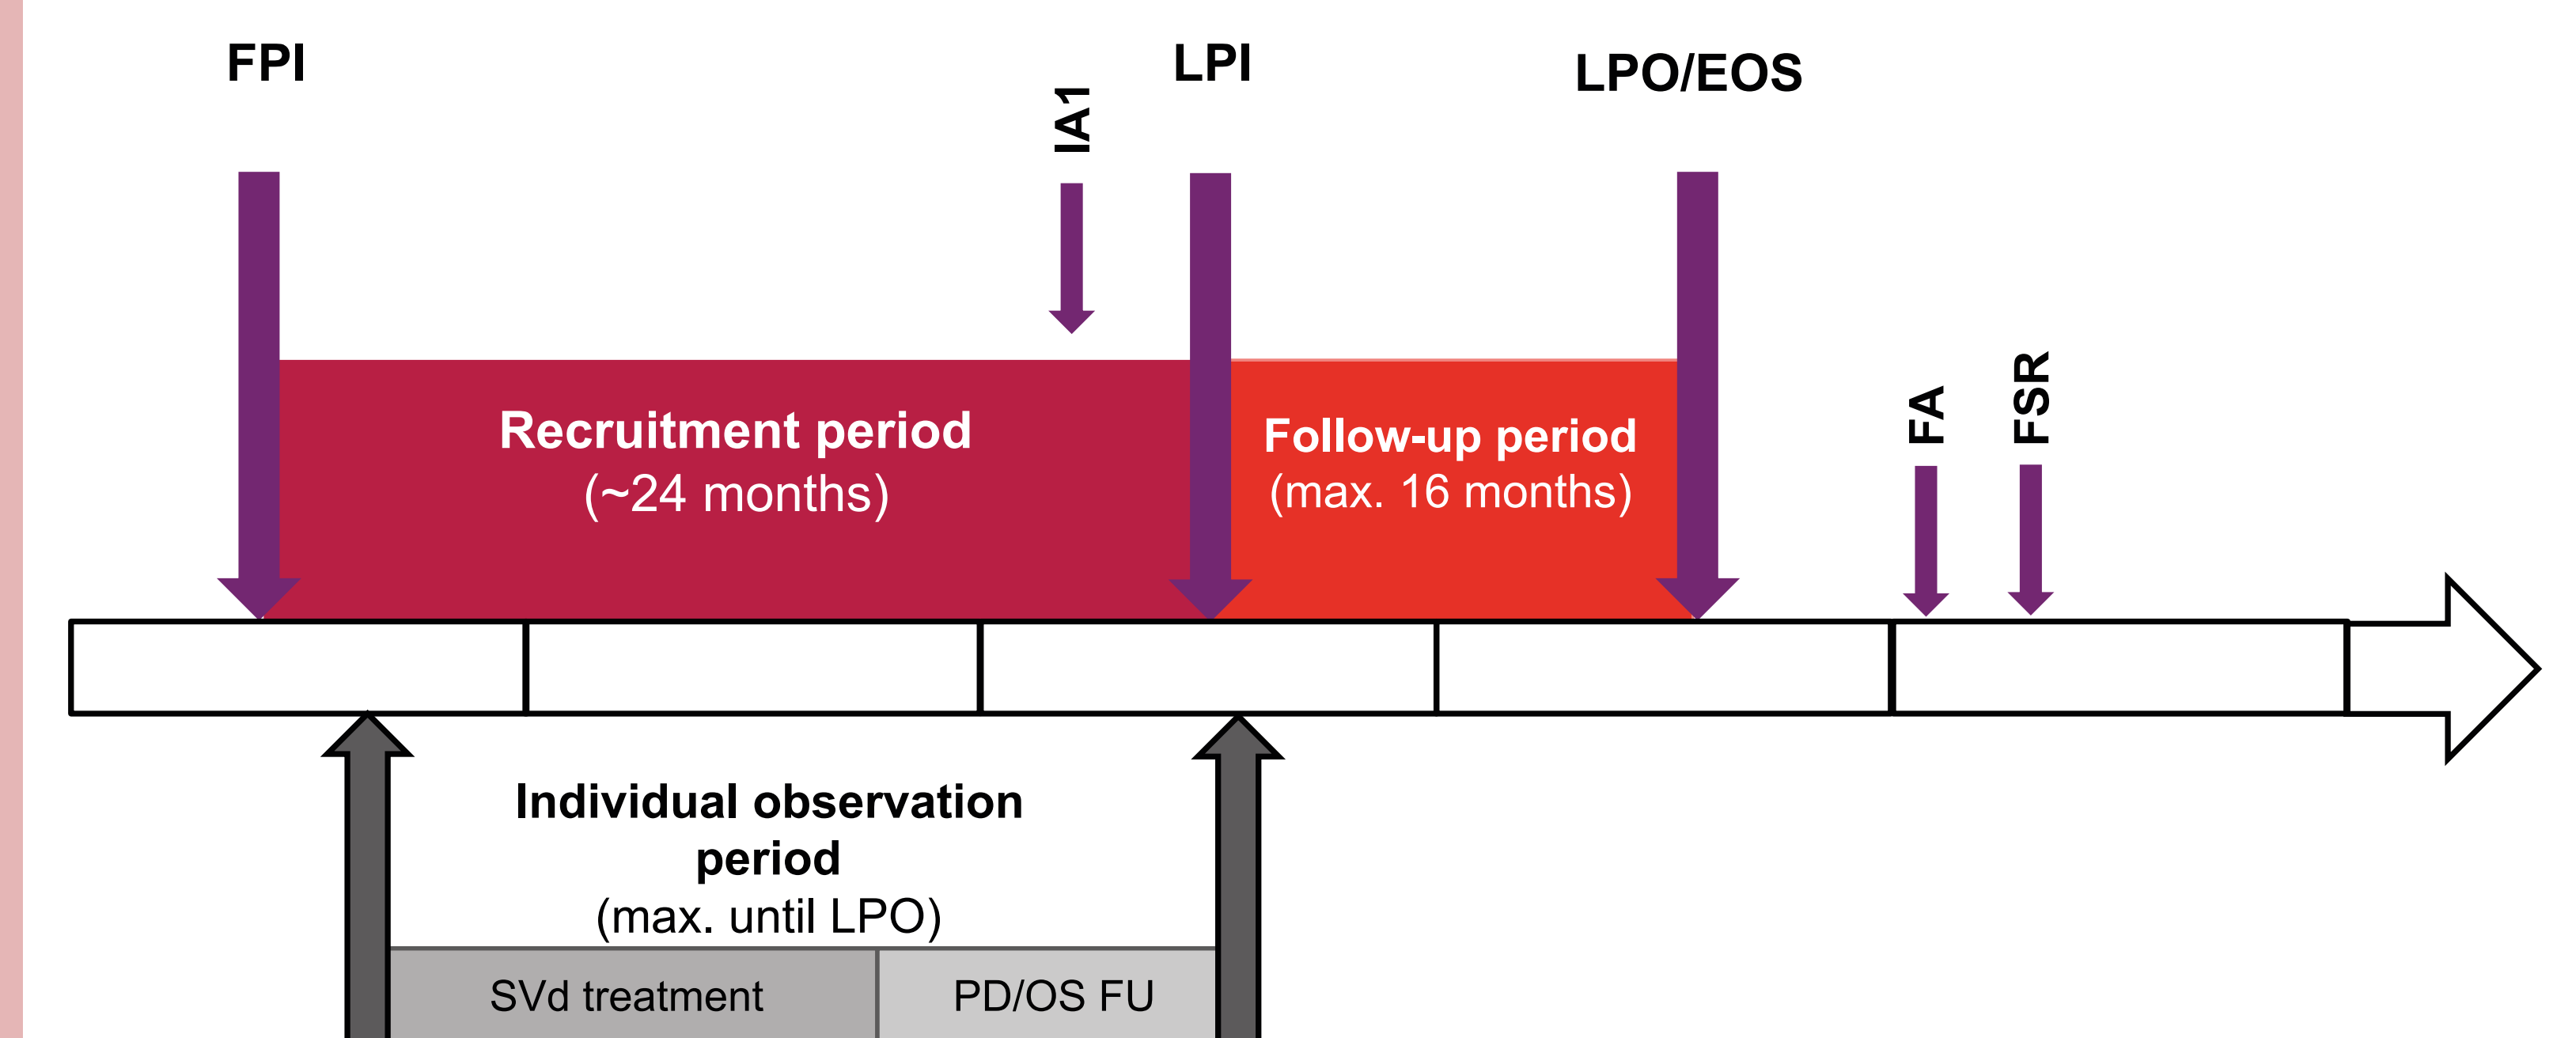 FPI
IA1
LPI
LPO/EOS
Recruitment period
(~24 months)
Follow-up period
(max. 16 months)
FA
FSR
Individual observation
period
(max. until LPO)
SVd treatment
PD/OS FU